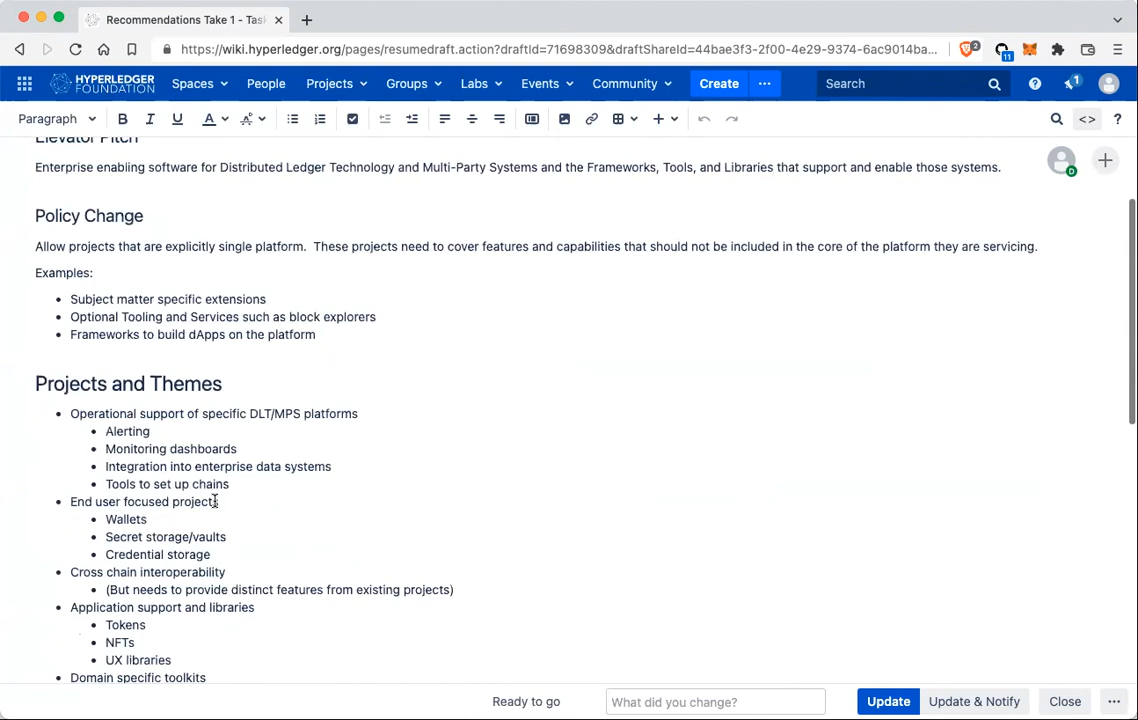 Recommendations Take 1 - Tas
https://wiki.hyperledger.org/pages/resumedraft.action?draftId=71698309&draftShareId=44bae3f3-2f00-4e29-9374-6ac9014ba...
2
11
HYPERLEDGER FOUNDATION
Spaces People Projects Groups Labs Events Community Create ... Search
1
Paragraph B I U A <> ?
Elevator Pitch
Enterprise enabling software for Distributed Ledger Technology and Multi-Party Systems and the Frameworks, Tools, and Libraries that support and enable those systems.
D
Policy Change
Allow projects that are explicitly single platform. These projects need to cover features and capabilities that should not be included in the core of the platform they are servicing.
Examples:
• Subject matter specific extensions
• Optional Tooling and Services such as block explorers
• Frameworks to build dApps on the platform
Projects and Themes
• Operational support of specific DLT/MPS platforms
• Alerting
• Monitoring dashboards
• Integration into enterprise data systems
• Tools to set up chains
• End user focused projects
• Wallets
• Secret storage/vaults
• Credential storage
• Cross chain interoperability
• (But needs to provide distinct features from existing projects)
• Application support and libraries
• Tokens
• NFTs
• UX libraries
• Domain specific toolkits
Ready to go What did you change? Update Update & Notify Close ...